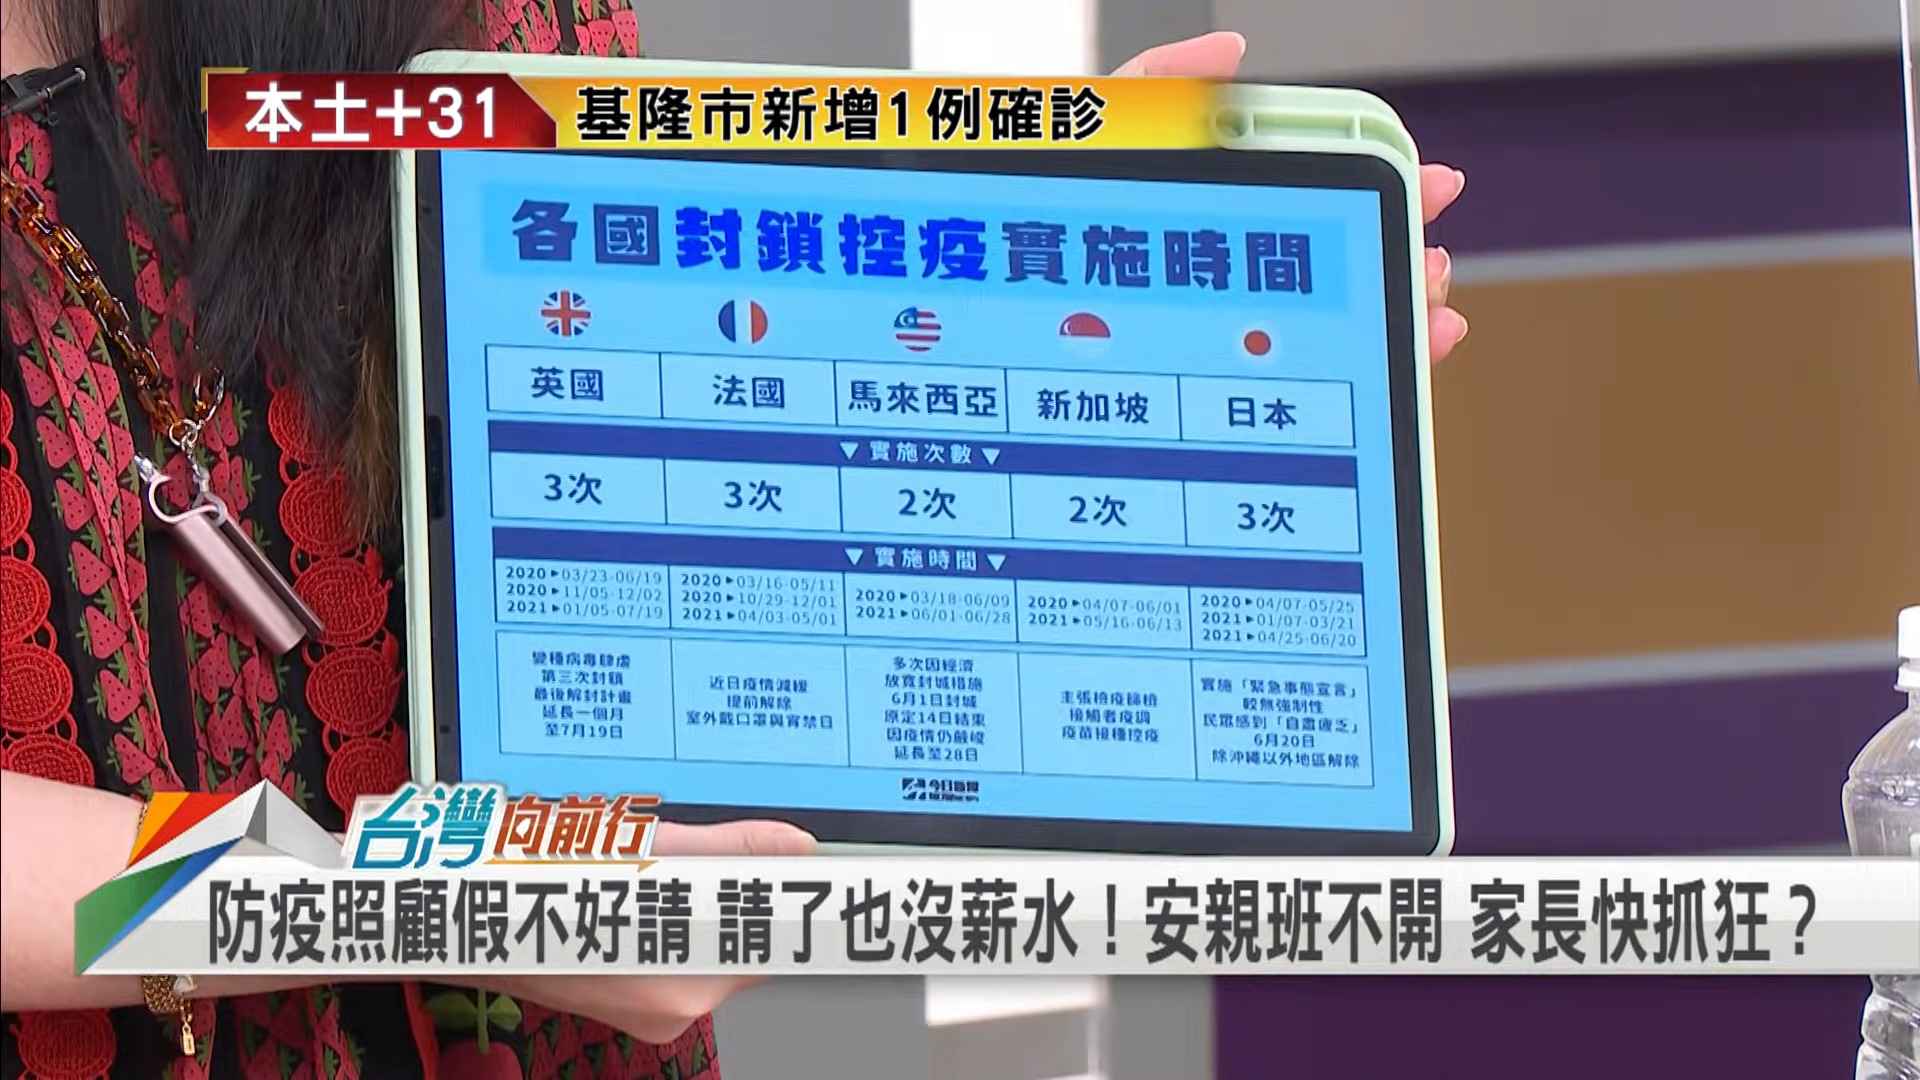 本土+31 基隆市新增1例確診
各國封鎖控疫實施時間
英國 法國 馬來西亞 新加坡 日本
▼實施次數▼
3次 3次 2次 2次 3次
▼實施時間▼
2020▶03/23-06/19
2020▶11/05-12/02
2021▶01/05-07/19
2020▶03/16-05/11
2020▶10/29-12/01
2021▶04/03-05/01
2020▶03/18-06/09
2021▶06/01-06/28
2020▶04/07-06/01
2021▶05/16-06/13
2020▶04/07-05/25
2021▶01/07-03/21
2021▶04/25-06/20
變種病毒肆虐
第三次封鎖
最後解封計畫
延長一個月
至7月19日
近日疫情減緩
提前解除
室外戴口罩與宵禁日
多次因經濟
放寬封城措施
6月1日封城
原定14日結束
因疫情仍嚴峻
延長至28日
主張檢疫篩檢
接觸者疫調
疫苗接種控疫
實施「緊急事態宣言」
較無強制性
民眾感到「自肅疲乏」
6月20日
除沖繩以外地區解除
台灣向前行
防疫照顧假不好請 請了也沒薪水！安親班不開 家長快抓狂？